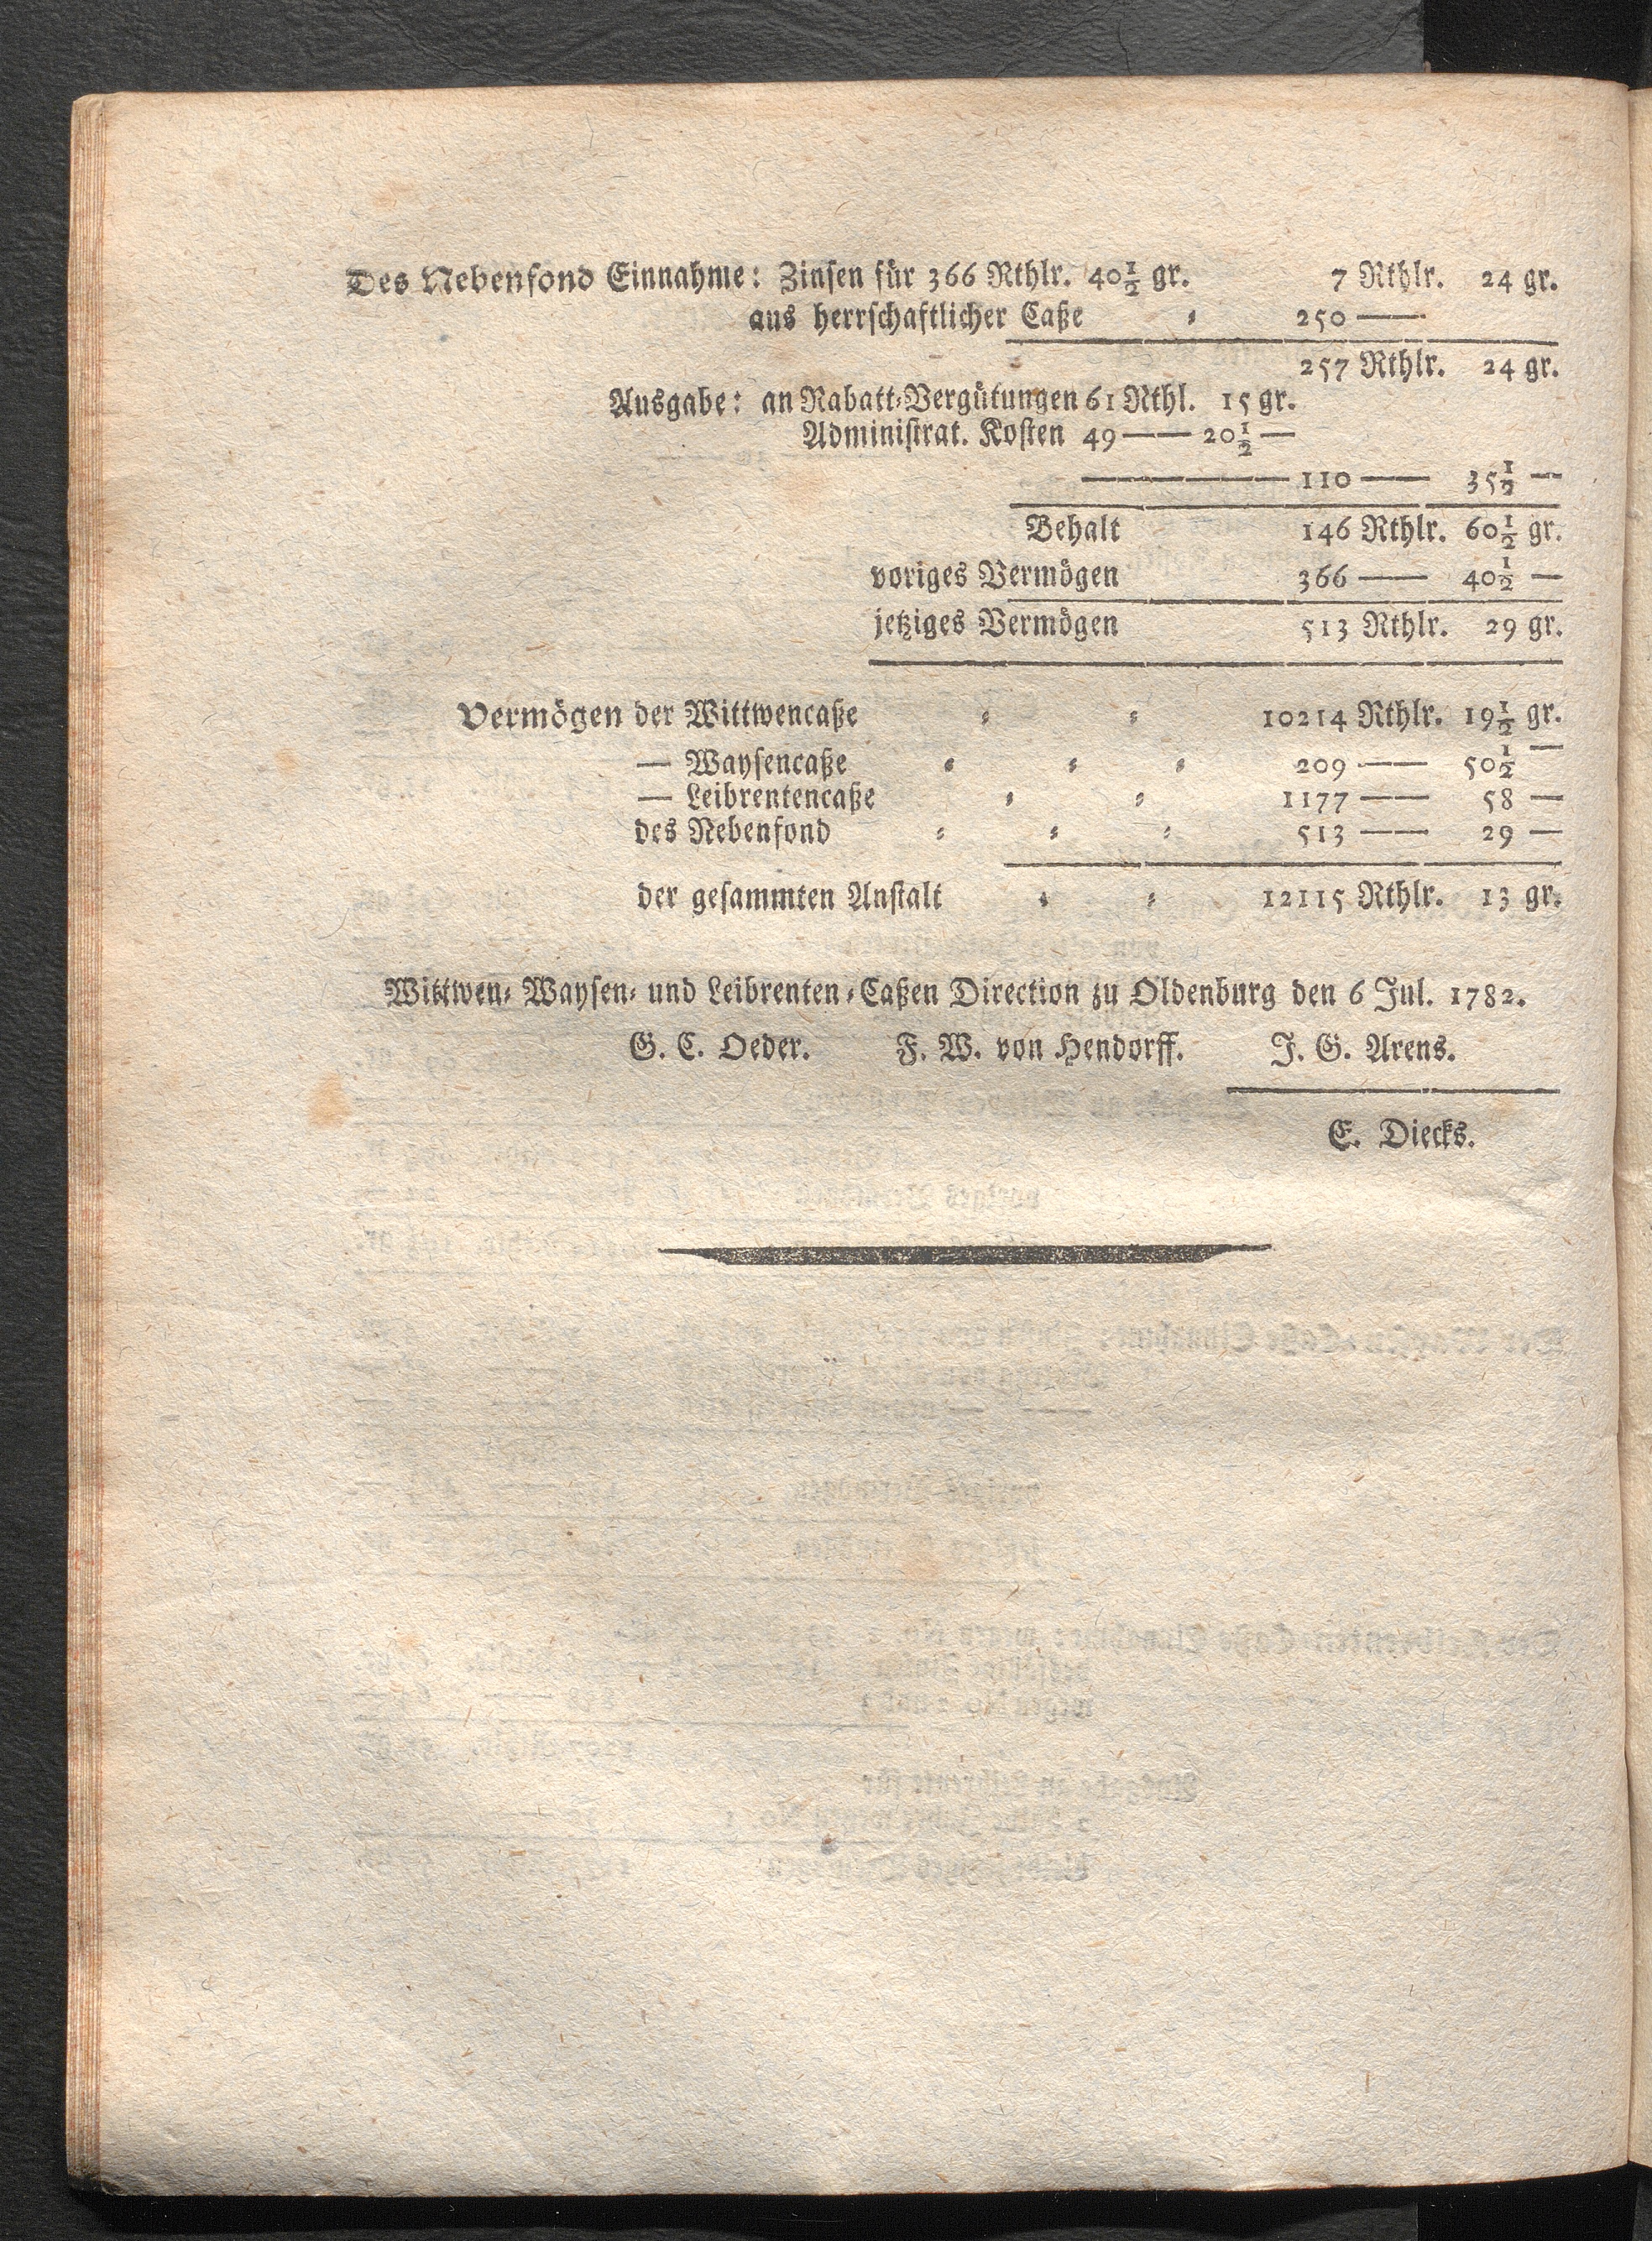 Des Nebenfond Einnahme: Zinsen für 366 Rthlr. 40½ gr. 7 Rthlr. 24 gr.
aus herrschaftlicher Caße ⸗ 250 ——
257 Rthlr. 24 gr.
Ausgabe: an Rabatt⸗Vergütungen 61 Rthl. 15 gr.
Administrat. Kosten 49 —— 20½ —
———— 110 —— 35½ —
Behalt 146 Rthlr. 60½ gr.
voriges Vermögen 366 —— 40½ —
jetziges Vermögen 513 Rthlr. 29 gr.
Vermögen der Wittwencaße ⸗ ⸗ 10214 Rthlr. 19½ gr.
— Waysencaße ⸗ ⸗ ⸗ 209 —— 50½ —
— Leibrentencaße ⸗ ⸗ 1177 —— 58 —
des Nebenfond ⸗ ⸗ ⸗ 513 —— 29 —
der gesammten Anstalt ⸗ ⸗ 12115 Rthlr. 13 gr.
Wittwen⸗ Waysen⸗ und Leibrenten⸗Caßen Direction zu Oldenburg den 6 Jul. 1782.
G. C. Oeder. F. W. von Hendorff. J. G. Arens.
E. Diecks.